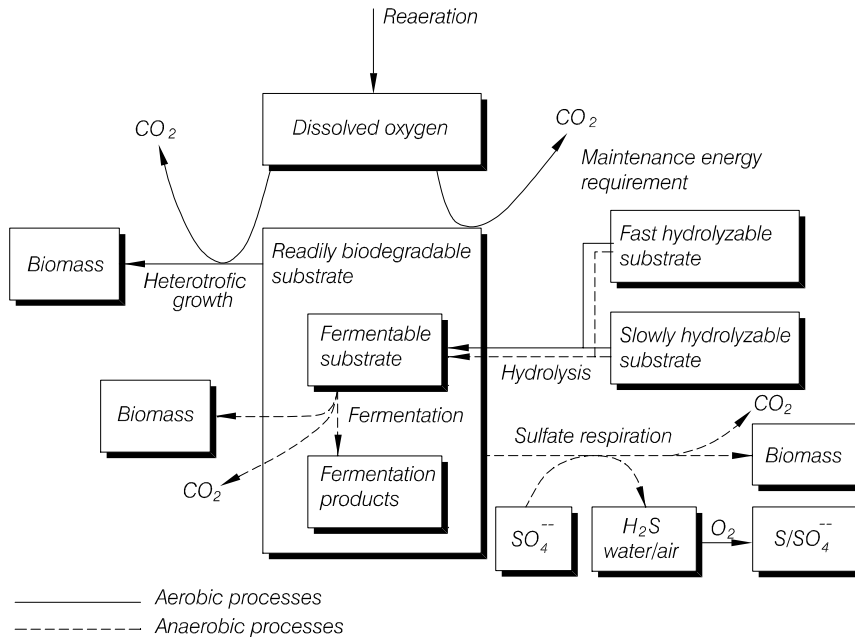 Reaeration
Dissolved oxygen
CO2
CO2
Maintenance energy
requirement
Biomass
Heterotrofic
growth
Readily biodegradable
substrate
Fast hydrolyzable
substrate
Fermentable
substrate
Slowly hydrolyzable
substrate
Hydrolysis
Biomass
Fermentation
CO2
Fermentation
products
Sulfate respiration
CO2
Biomass
SO4--
H2S
water/air
O2
S/SO4--
Aerobic processes
Anaerobic processes